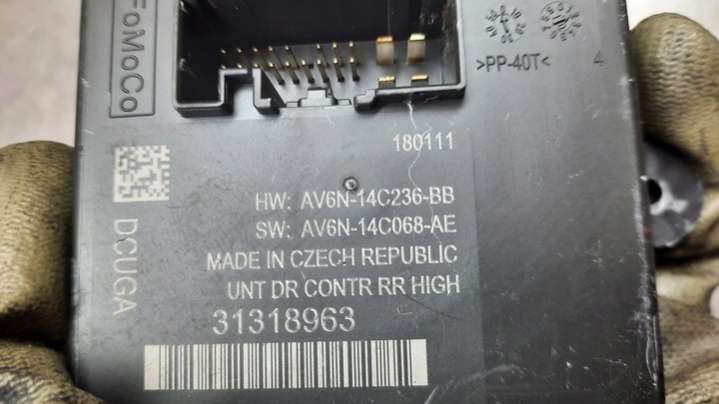 FoMoCo
>PP-40T<
4
180111
HW: AV6N-14C236-BB
SW: AV6N-14C068-AE
MADE IN CZECH REPUBLIC
UNT DR CONTR RR HIGH
31318963
DCUGA